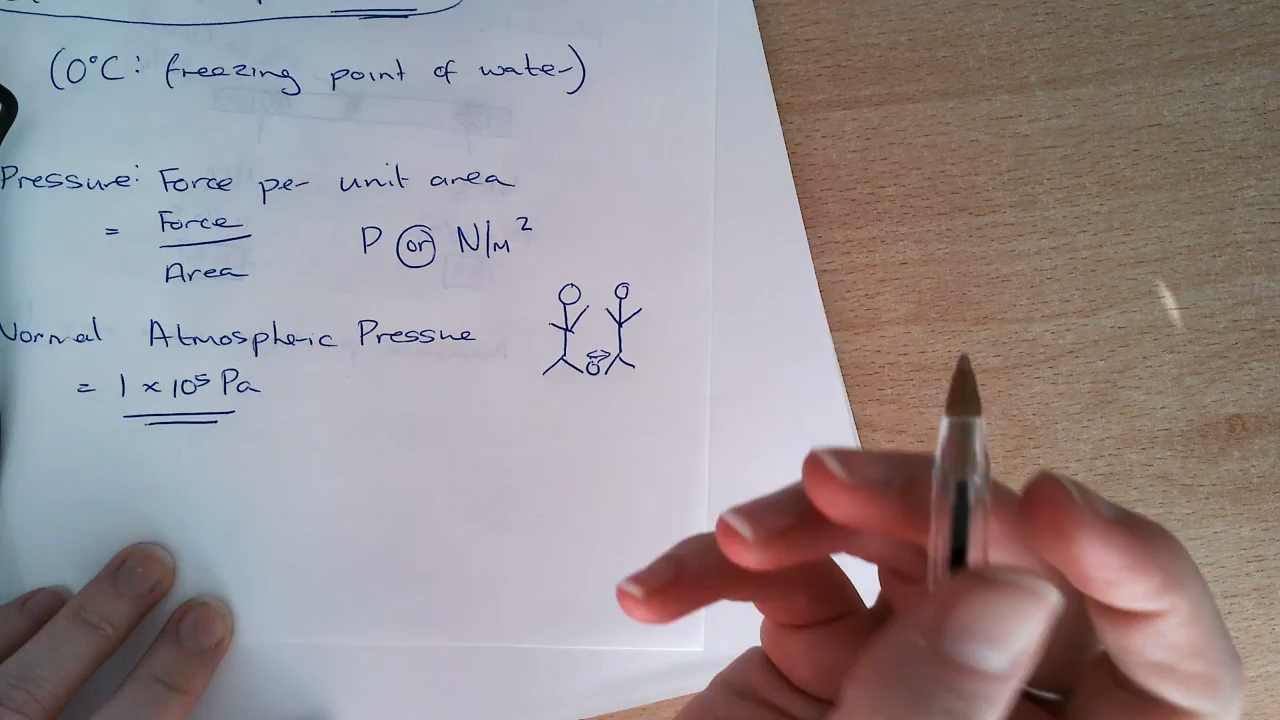 (0°C: freezing point of water)
Pressure: Force per unit area
= Force
Area
P or N/m²
Normal Atmospheric Pressure
= 1 × 10⁵ Pa